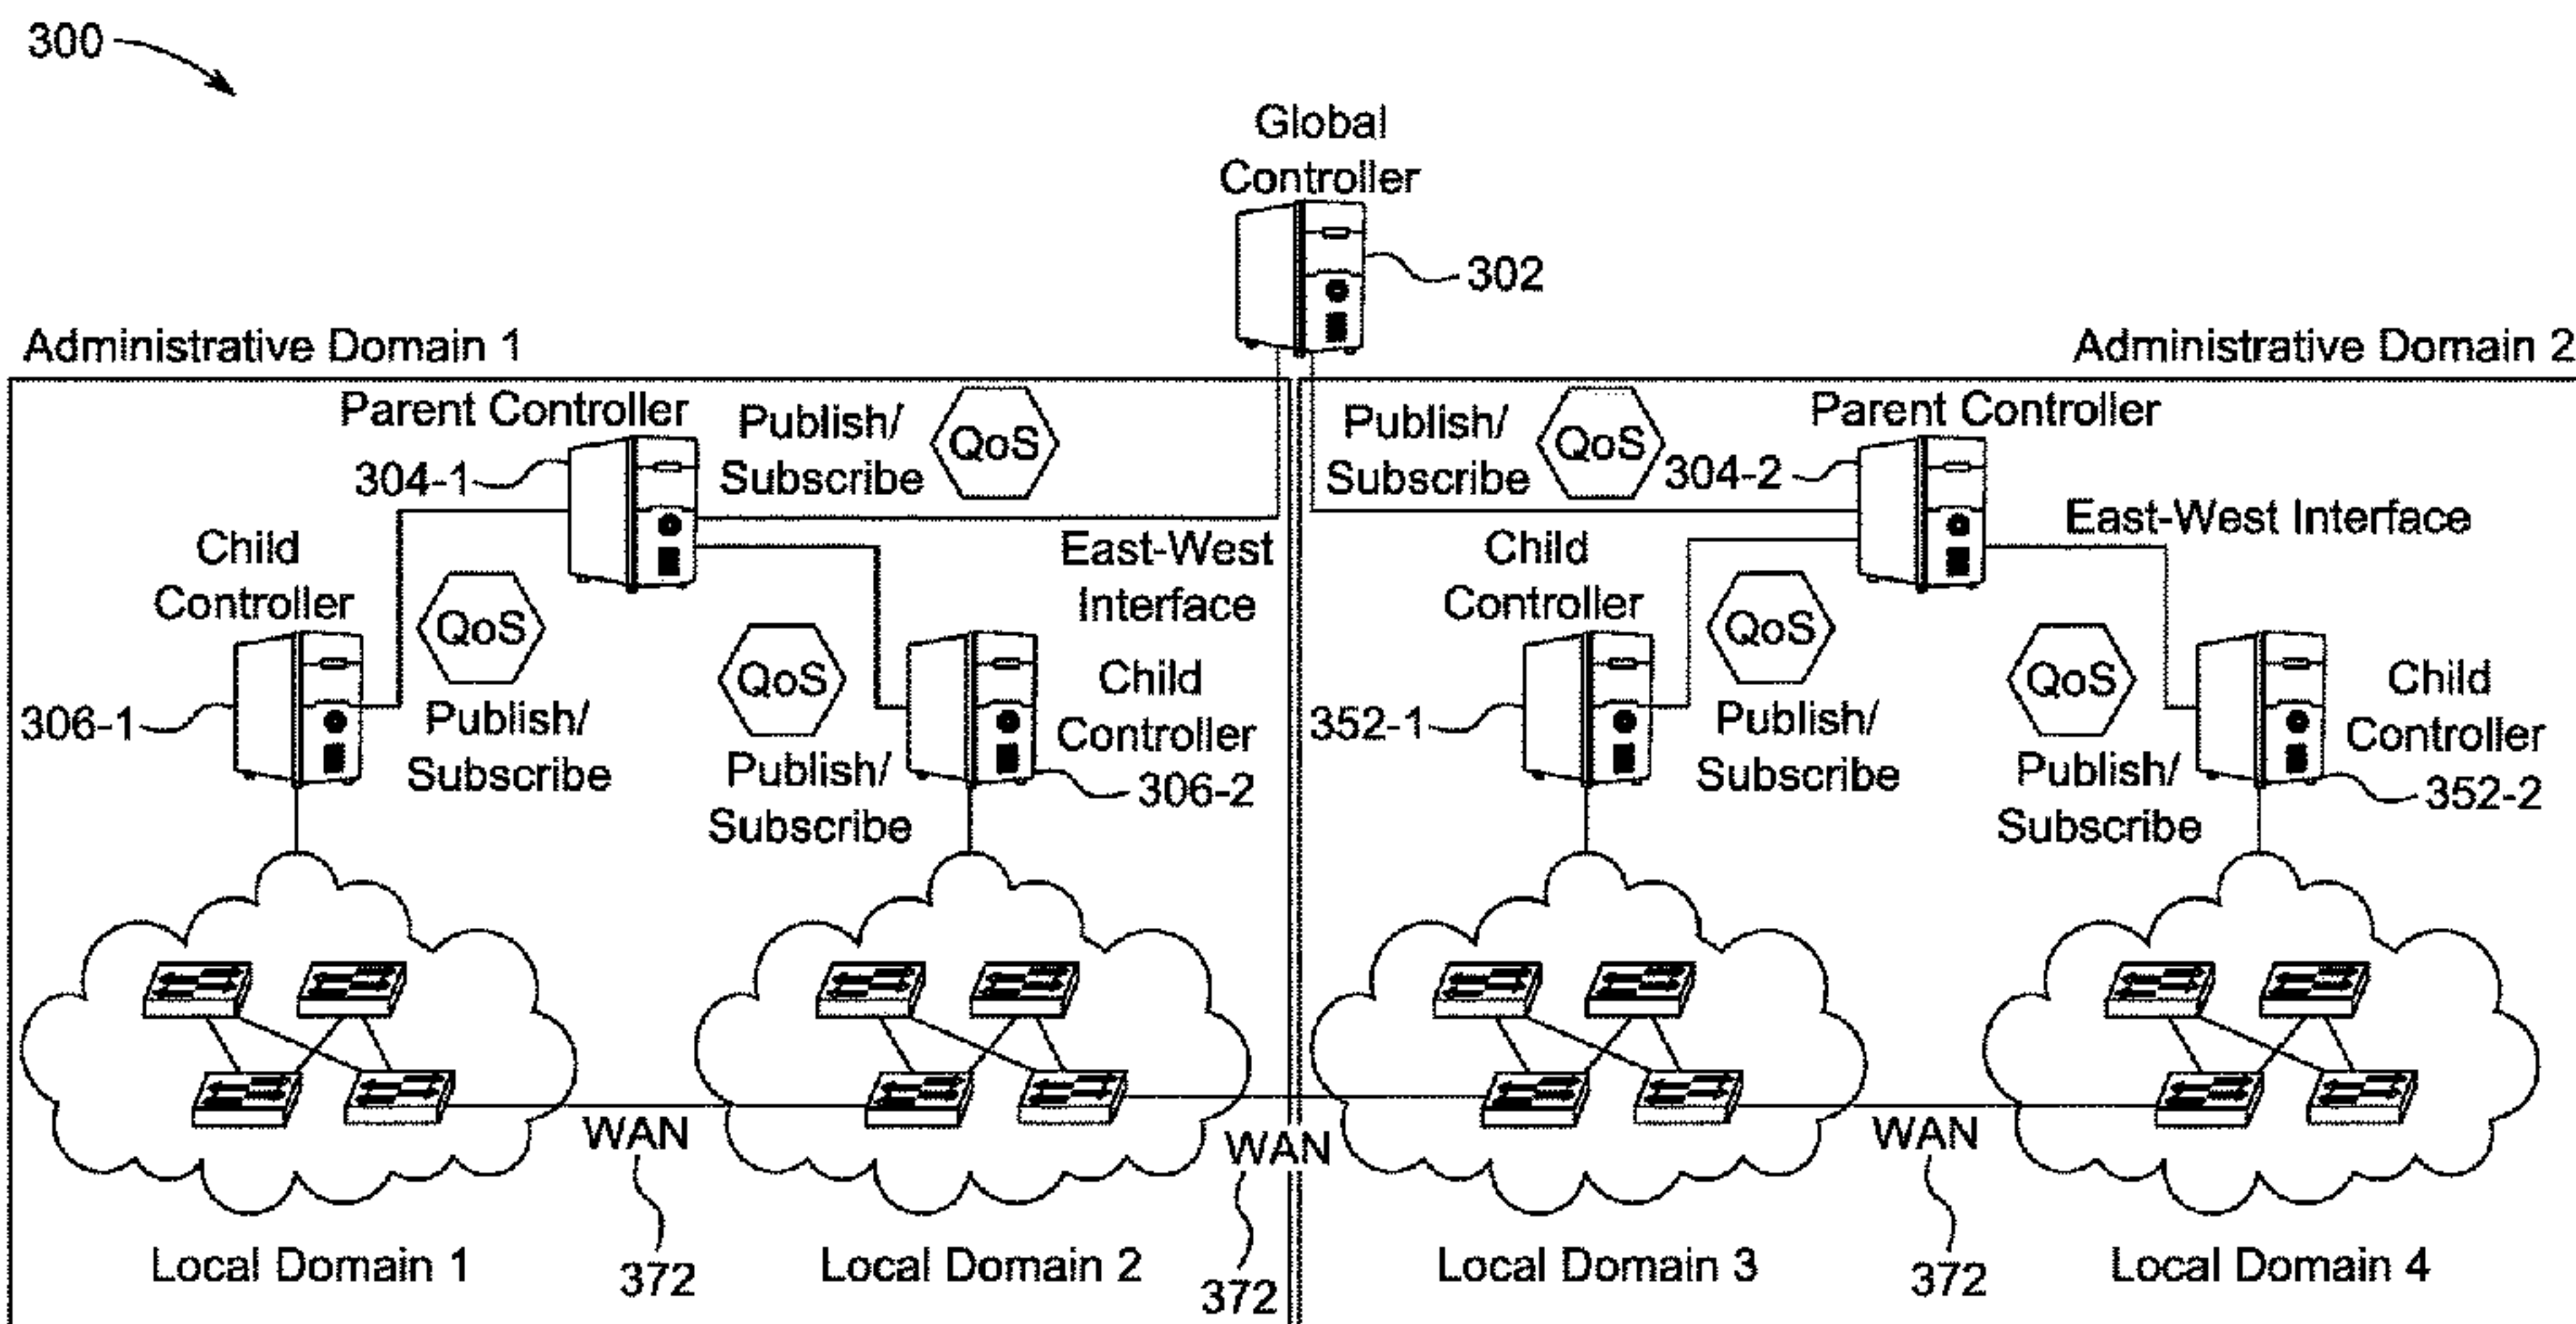 300
Global
Controller
302
Administrative Domain 1
Administrative Domain 2
Parent Controller
304-1
Publish/
Subscribe
QoS
East-West
Interface
Child
Controller
306-1
QoS
Publish/
Subscribe
QoS
Publish/
Subscribe
Child
Controller
306-2
Publish/
Subscribe
QoS
Parent Controller
304-2
East-West Interface
Child
Controller
352-1
QoS
Publish/
Subscribe
QoS
Publish/
Subscribe
Child
Controller
352-2
WAN
372
WAN
372
WAN
372
Local Domain 1
Local Domain 2
Local Domain 3
Local Domain 4